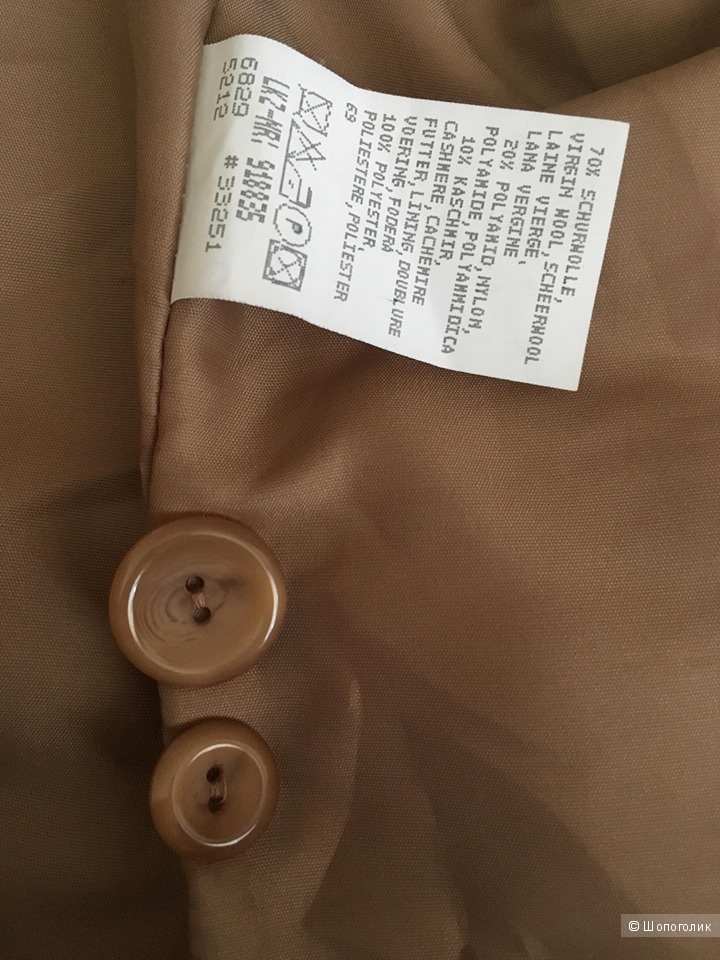 70% SCHURWOLLE,
VIRGIN WOOL,SCHEERWOOL
LAINE VIERGE,
LANA VERGINE,
20% POLYAMID,NYLON,
POLYAMIDE,POLYAMMIDICA
10% KASCHMIR,
CASHMERE,CACHEMIRE
FUTTER,LINING,DOUBLURE
VOERING,FODERA
100% POLYESTER,
POLIESTERE,POLIESTER
69
P
LKZ-NR: 918835
6829
5212 # 33251
© Шопоголик